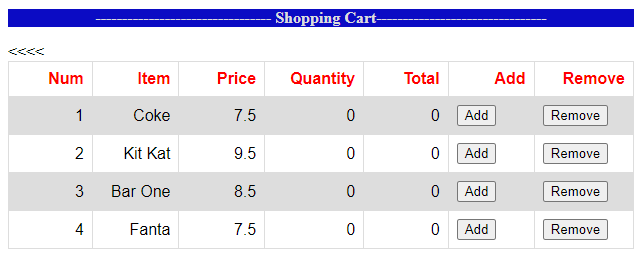 -------------------------------- Shopping Cart-------------------------------
<<<<
Num Item Price Quantity Total Add Remove
1 Coke 7.5 0 0 Add Remove
2 Kit Kat 9.5 0 0 Add Remove
3 Bar One 8.5 0 0 Add Remove
4 Fanta 7.5 0 0 Add Remove